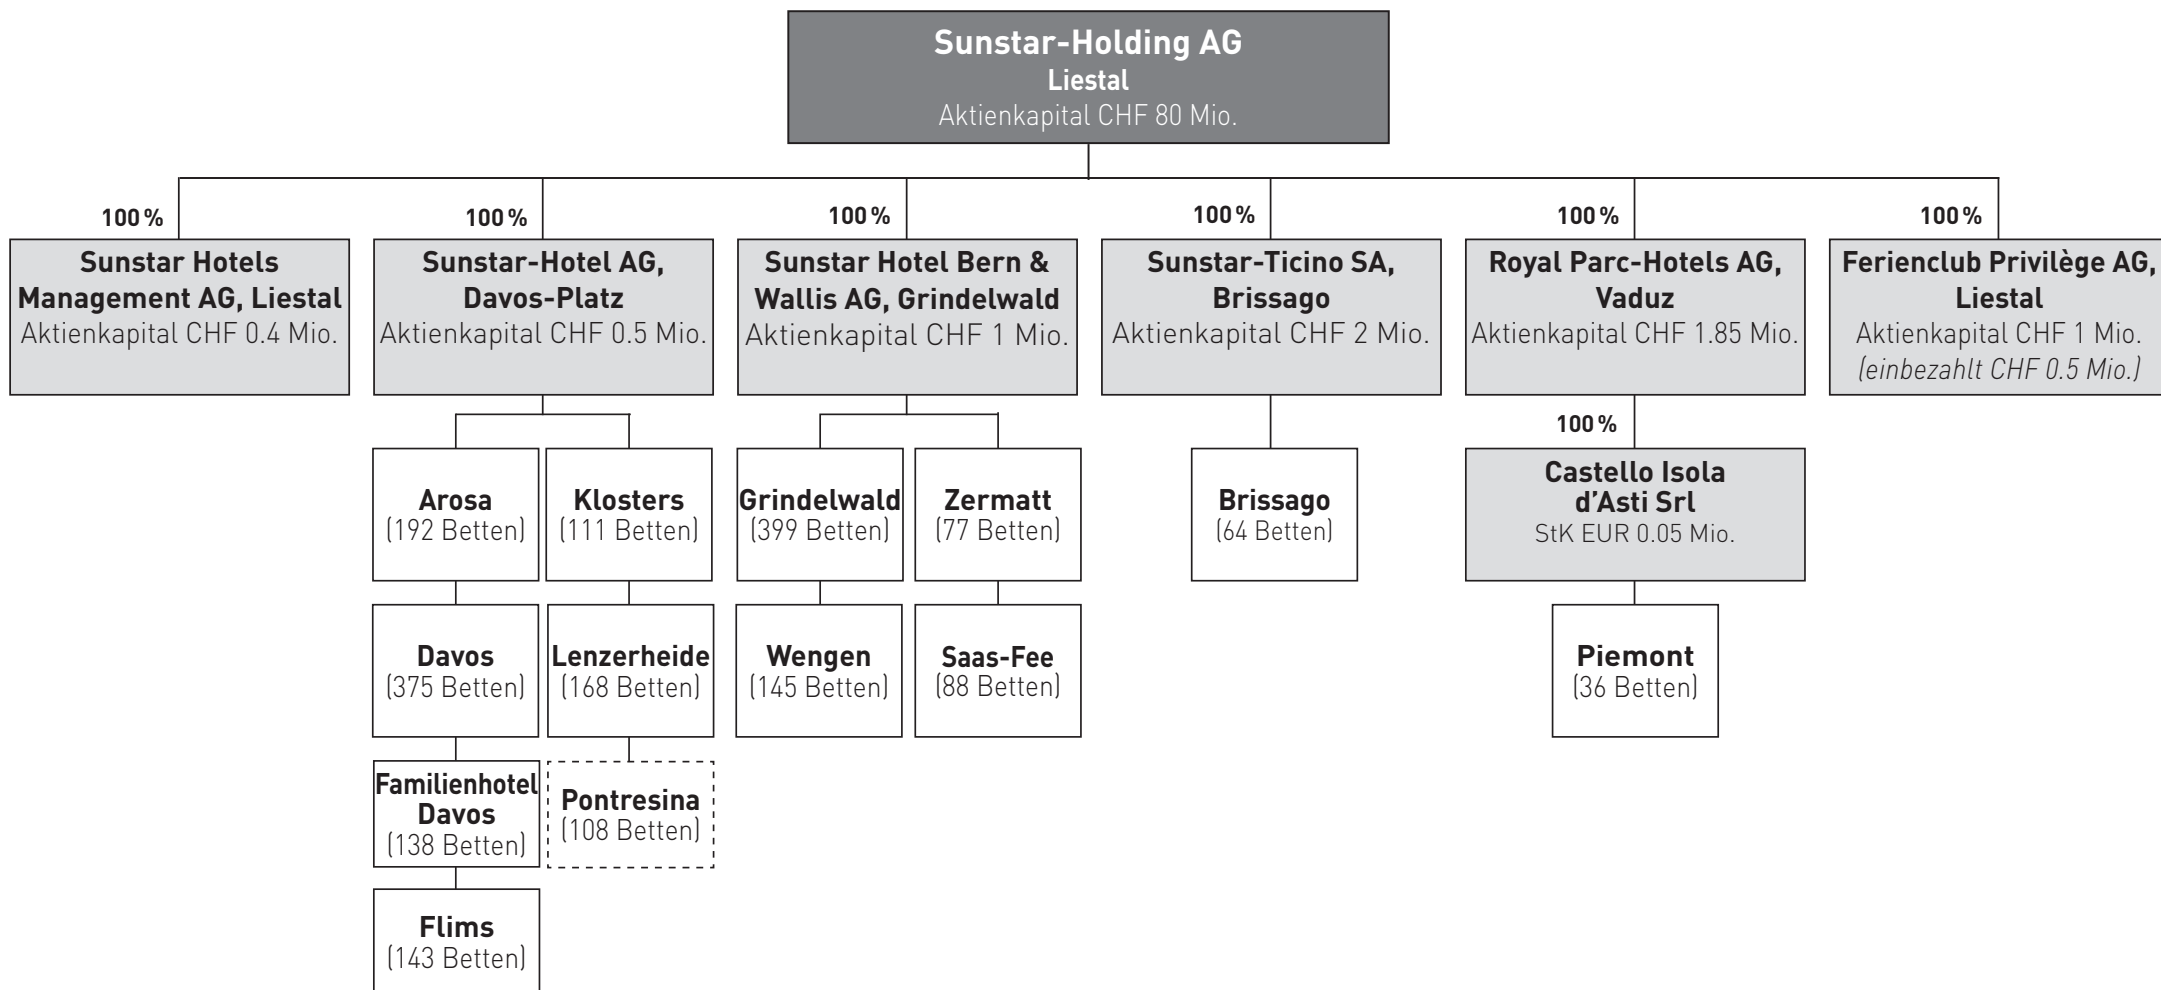 Sunstar-Holding AG
Liestal
Aktienkapital CHF 80 Mio.
100 %
Sunstar Hotels
Management AG, Liestal
Aktienkapital CHF 0.4 Mio.
100 %
Sunstar-Hotel AG,
Davos-Platz
Aktienkapital CHF 0.5 Mio.
100 %
Sunstar Hotel Bern &
Wallis AG, Grindelwald
Aktienkapital CHF 1 Mio.
100 %
Sunstar-Ticino SA,
Brissago
Aktienkapital CHF 2 Mio.
100 %
Royal Parc-Hotels AG,
Vaduz
Aktienkapital CHF 1.85 Mio.
100 %
Ferienclub Privilège AG,
Liestal
Aktienkapital CHF 1 Mio.
(einbezahlt CHF 0.5 Mio.)
Arosa
(192 Betten)
Klosters
(111 Betten)
Grindelwald
(399 Betten)
Zermatt
(77 Betten)
Brissago
(64 Betten)
100 %
Castello Isola
d'Asti Srl
StK EUR 0.05 Mio.
Davos
(375 Betten)
Lenzerheide
(168 Betten)
Wengen
(145 Betten)
Saas-Fee
(88 Betten)
Piemont
(36 Betten)
Familienhotel
Davos
(138 Betten)
Pontresina
(108 Betten)
Flims
(143 Betten)